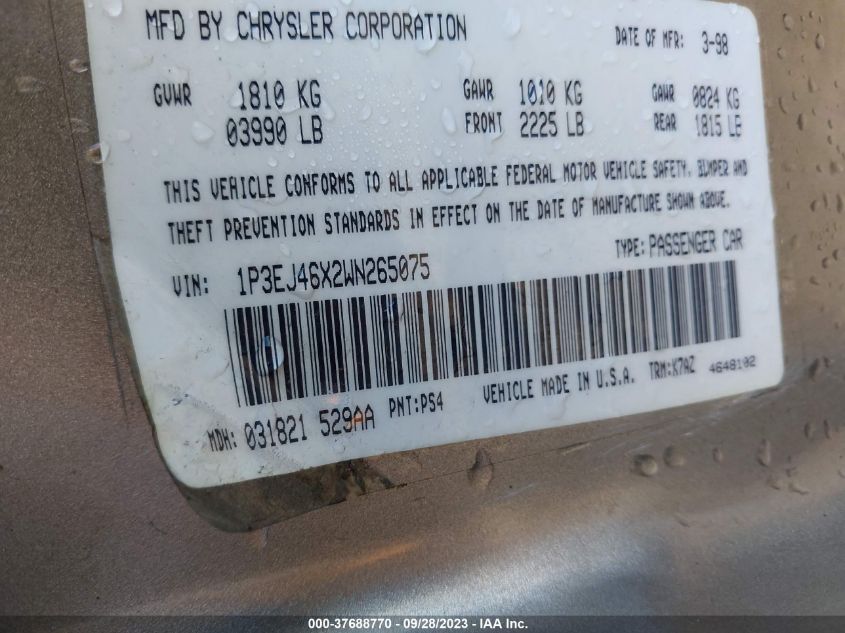 MFD BY CHRYSLER CORPORATION DATE OF MFR: 3-98
GVWR 1810 KG GAWR 1010 KG GAWR 0824 KG
03990 LB FRONT 2225 LB REAR 1815 LB
THIS VEHICLE CONFORMS TO ALL APPLICABLE FEDERAL MOTOR VEHICLE SAFETY, BUMPER AND
THEFT PREVENTION STANDARDS IN EFFECT ON THE DATE OF MANUFACTURE SHOWN ABOVE.
VIN: 1P3EJ46X2WN265075 TYPE: PASSENGER CAR
MDH: 031821 529AA PNT:PS4 VEHICLE MADE IN U.S.A. TRM:K7AZ 4648102
000-37688770 - 09/28/2023 - IAA Inc.